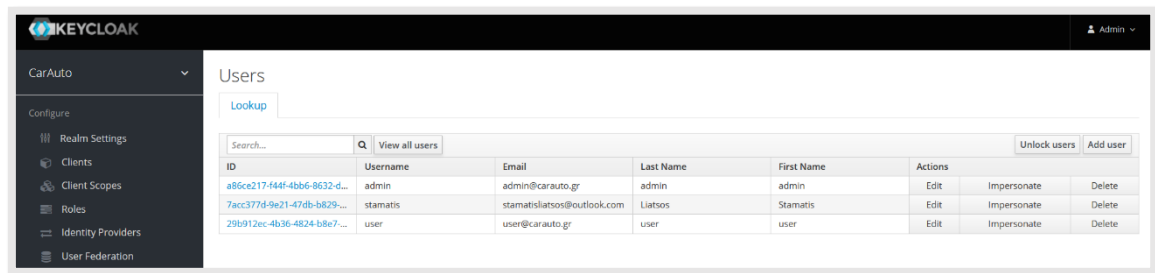 KEYCLOAK
Admin
CarAuto
Users
Lookup
Configure
Realm Settings
Clients
Client Scopes
Roles
Identity Providers
User Federation
Search...
View all users
Unlock users
Add user
ID Username Email Last Name First Name Actions
a86ce217-f44f-4bb6-8632-d... admin admin@carauto.gr admin admin Edit Impersonate Delete
7acc377d-9e21-47db-b829-... stamatis stamatisliatsos@outlook.com Liatsos Stamatis Edit Impersonate Delete
29b912ec-4b36-4824-b8e7-... user user@carauto.gr user user Edit Impersonate Delete